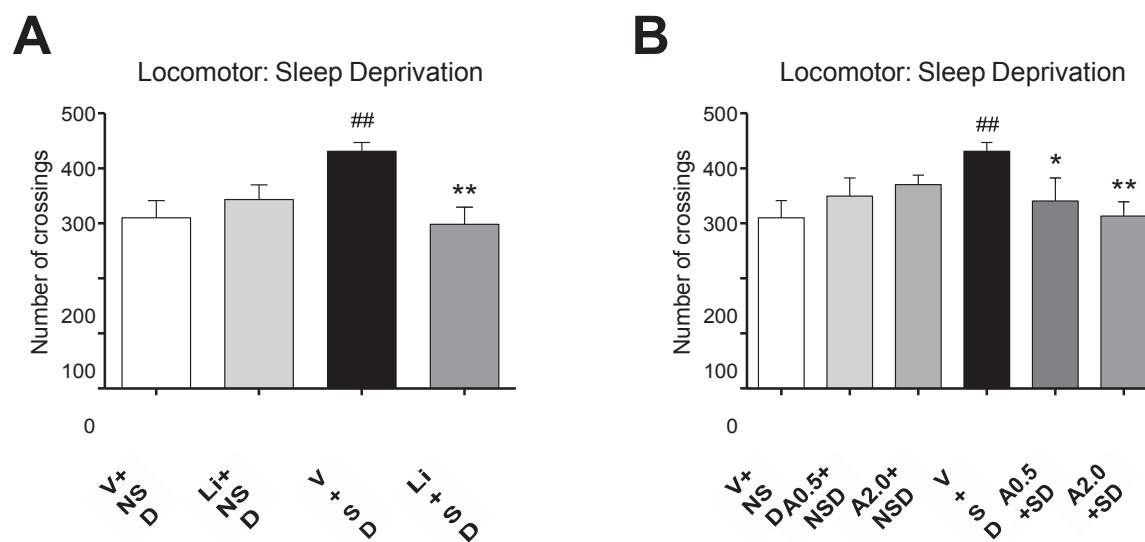 A
Locomotor: Sleep Deprivation
Number of crossings
500
400
300
200
100
0
##
**
V+
NS
D
Li+
NS
D
V
+
S
D
Li
+ S
D
B
Locomotor: Sleep Deprivation
Number of crossings
500
400
300
200
100
0
##
*
**
V+
NS
D
A0.5+
NSD
A2.0+
NSD
V
+
S
D
A0.5
+SD
A2.0
+SD